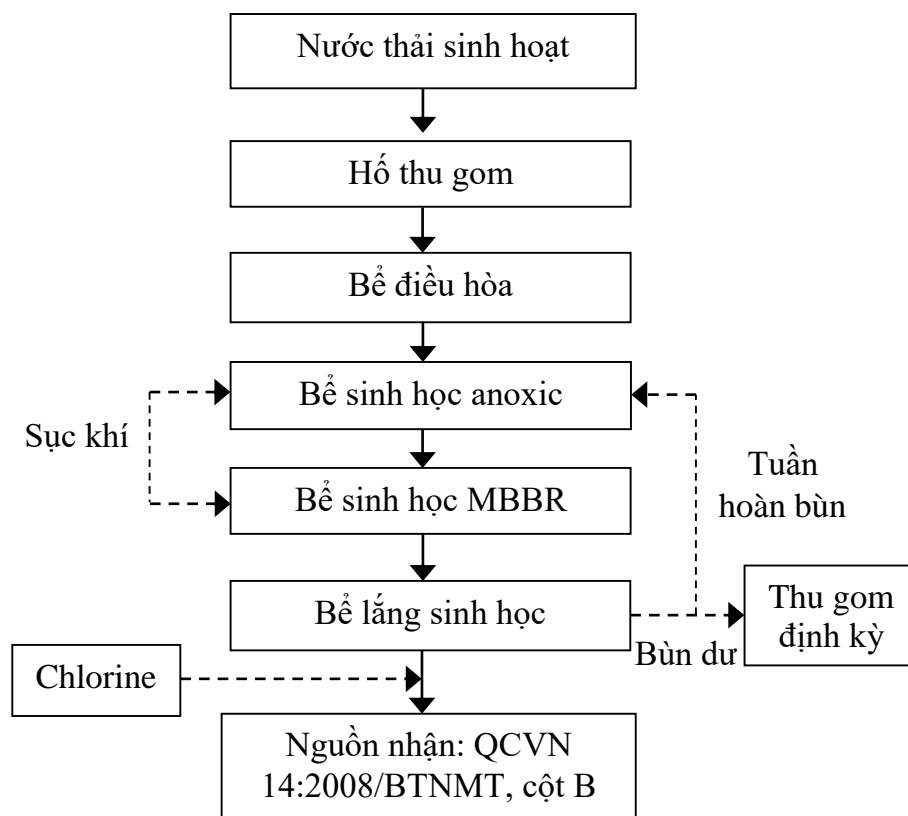 Nước thải sinh hoạt
Hố thu gom
Bể điều hòa
Bể sinh học anoxic
Sục khí
Tuần
hoàn bùn
Bể sinh học MBBR
Bể lắng sinh học
Thu gom
định kỳ
Bùn dư
Chlorine
Nguồn nhận: QCVN
14:2008/BTNMT, cột B